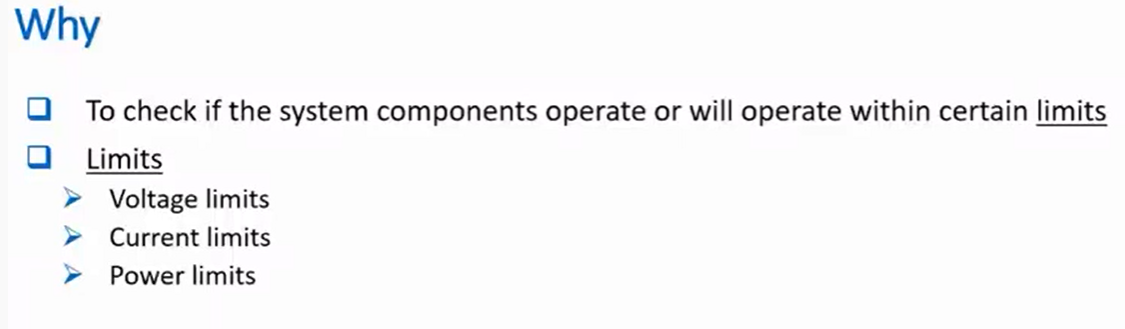 Why
To check if the system components operate or will operate within certain limits
Limits
Voltage limits
Current limits
Power limits